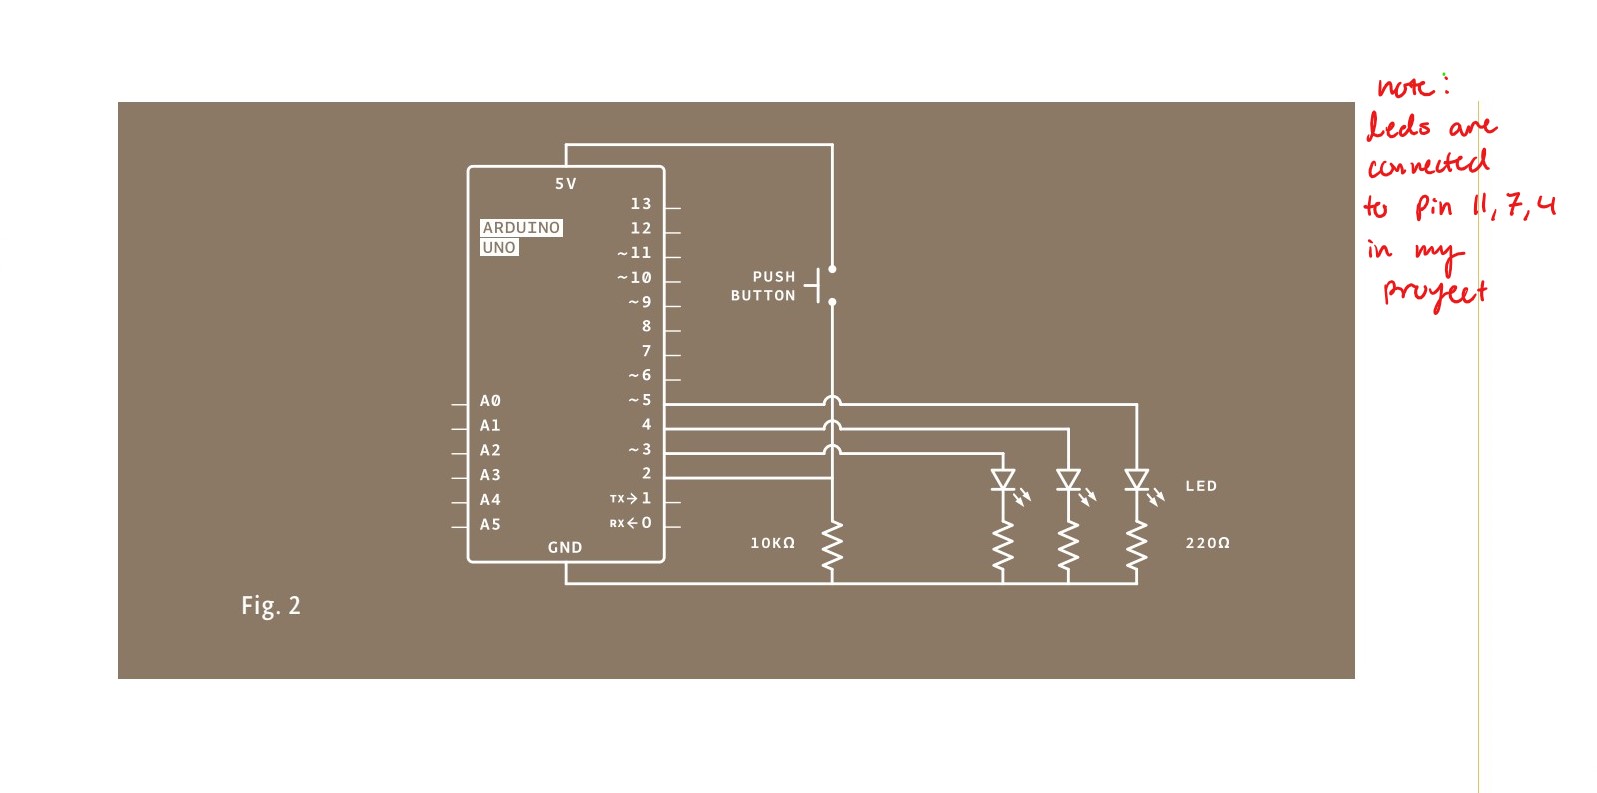 note:
leds are
connected
to Pin 11, 7, 4
in my
proyect
5V
ARDUINO
UNO
13
12
~11
~10
~9
8
7
~6
~5
4
~3
2
TX→1
RX←0
A0
A1
A2
A3
A4
A5
GND
PUSH
BUTTON
10KΩ
LED
220Ω
Fig. 2